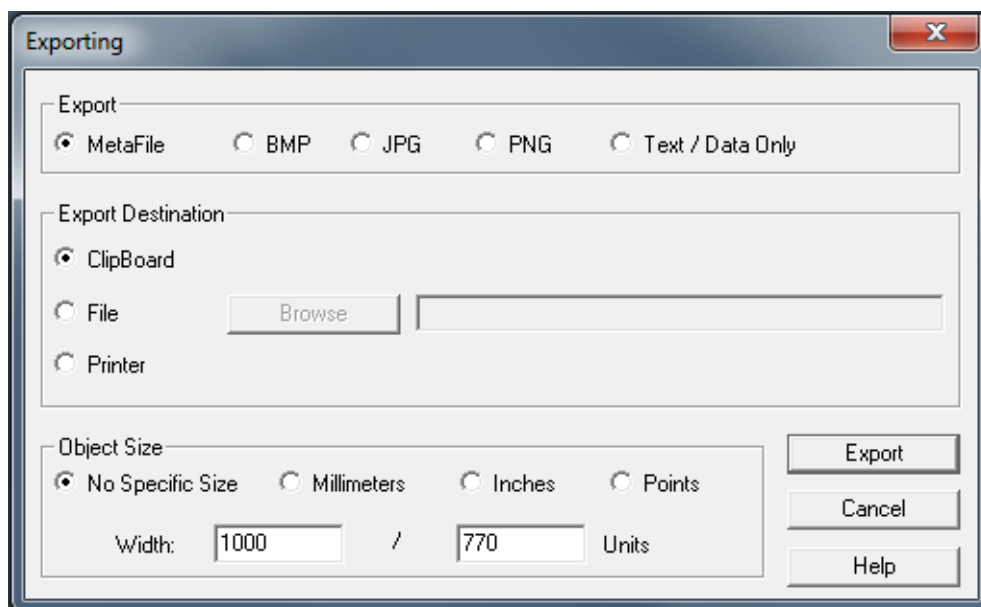 Exporting
Export
MetaFile BMP JPG PNG Text / Data Only
Export Destination
ClipBoard
File Browse
Printer
Object Size
No Specific Size Millimeters Inches Points
Width: 1000 / 770 Units
Export
Cancel
Help